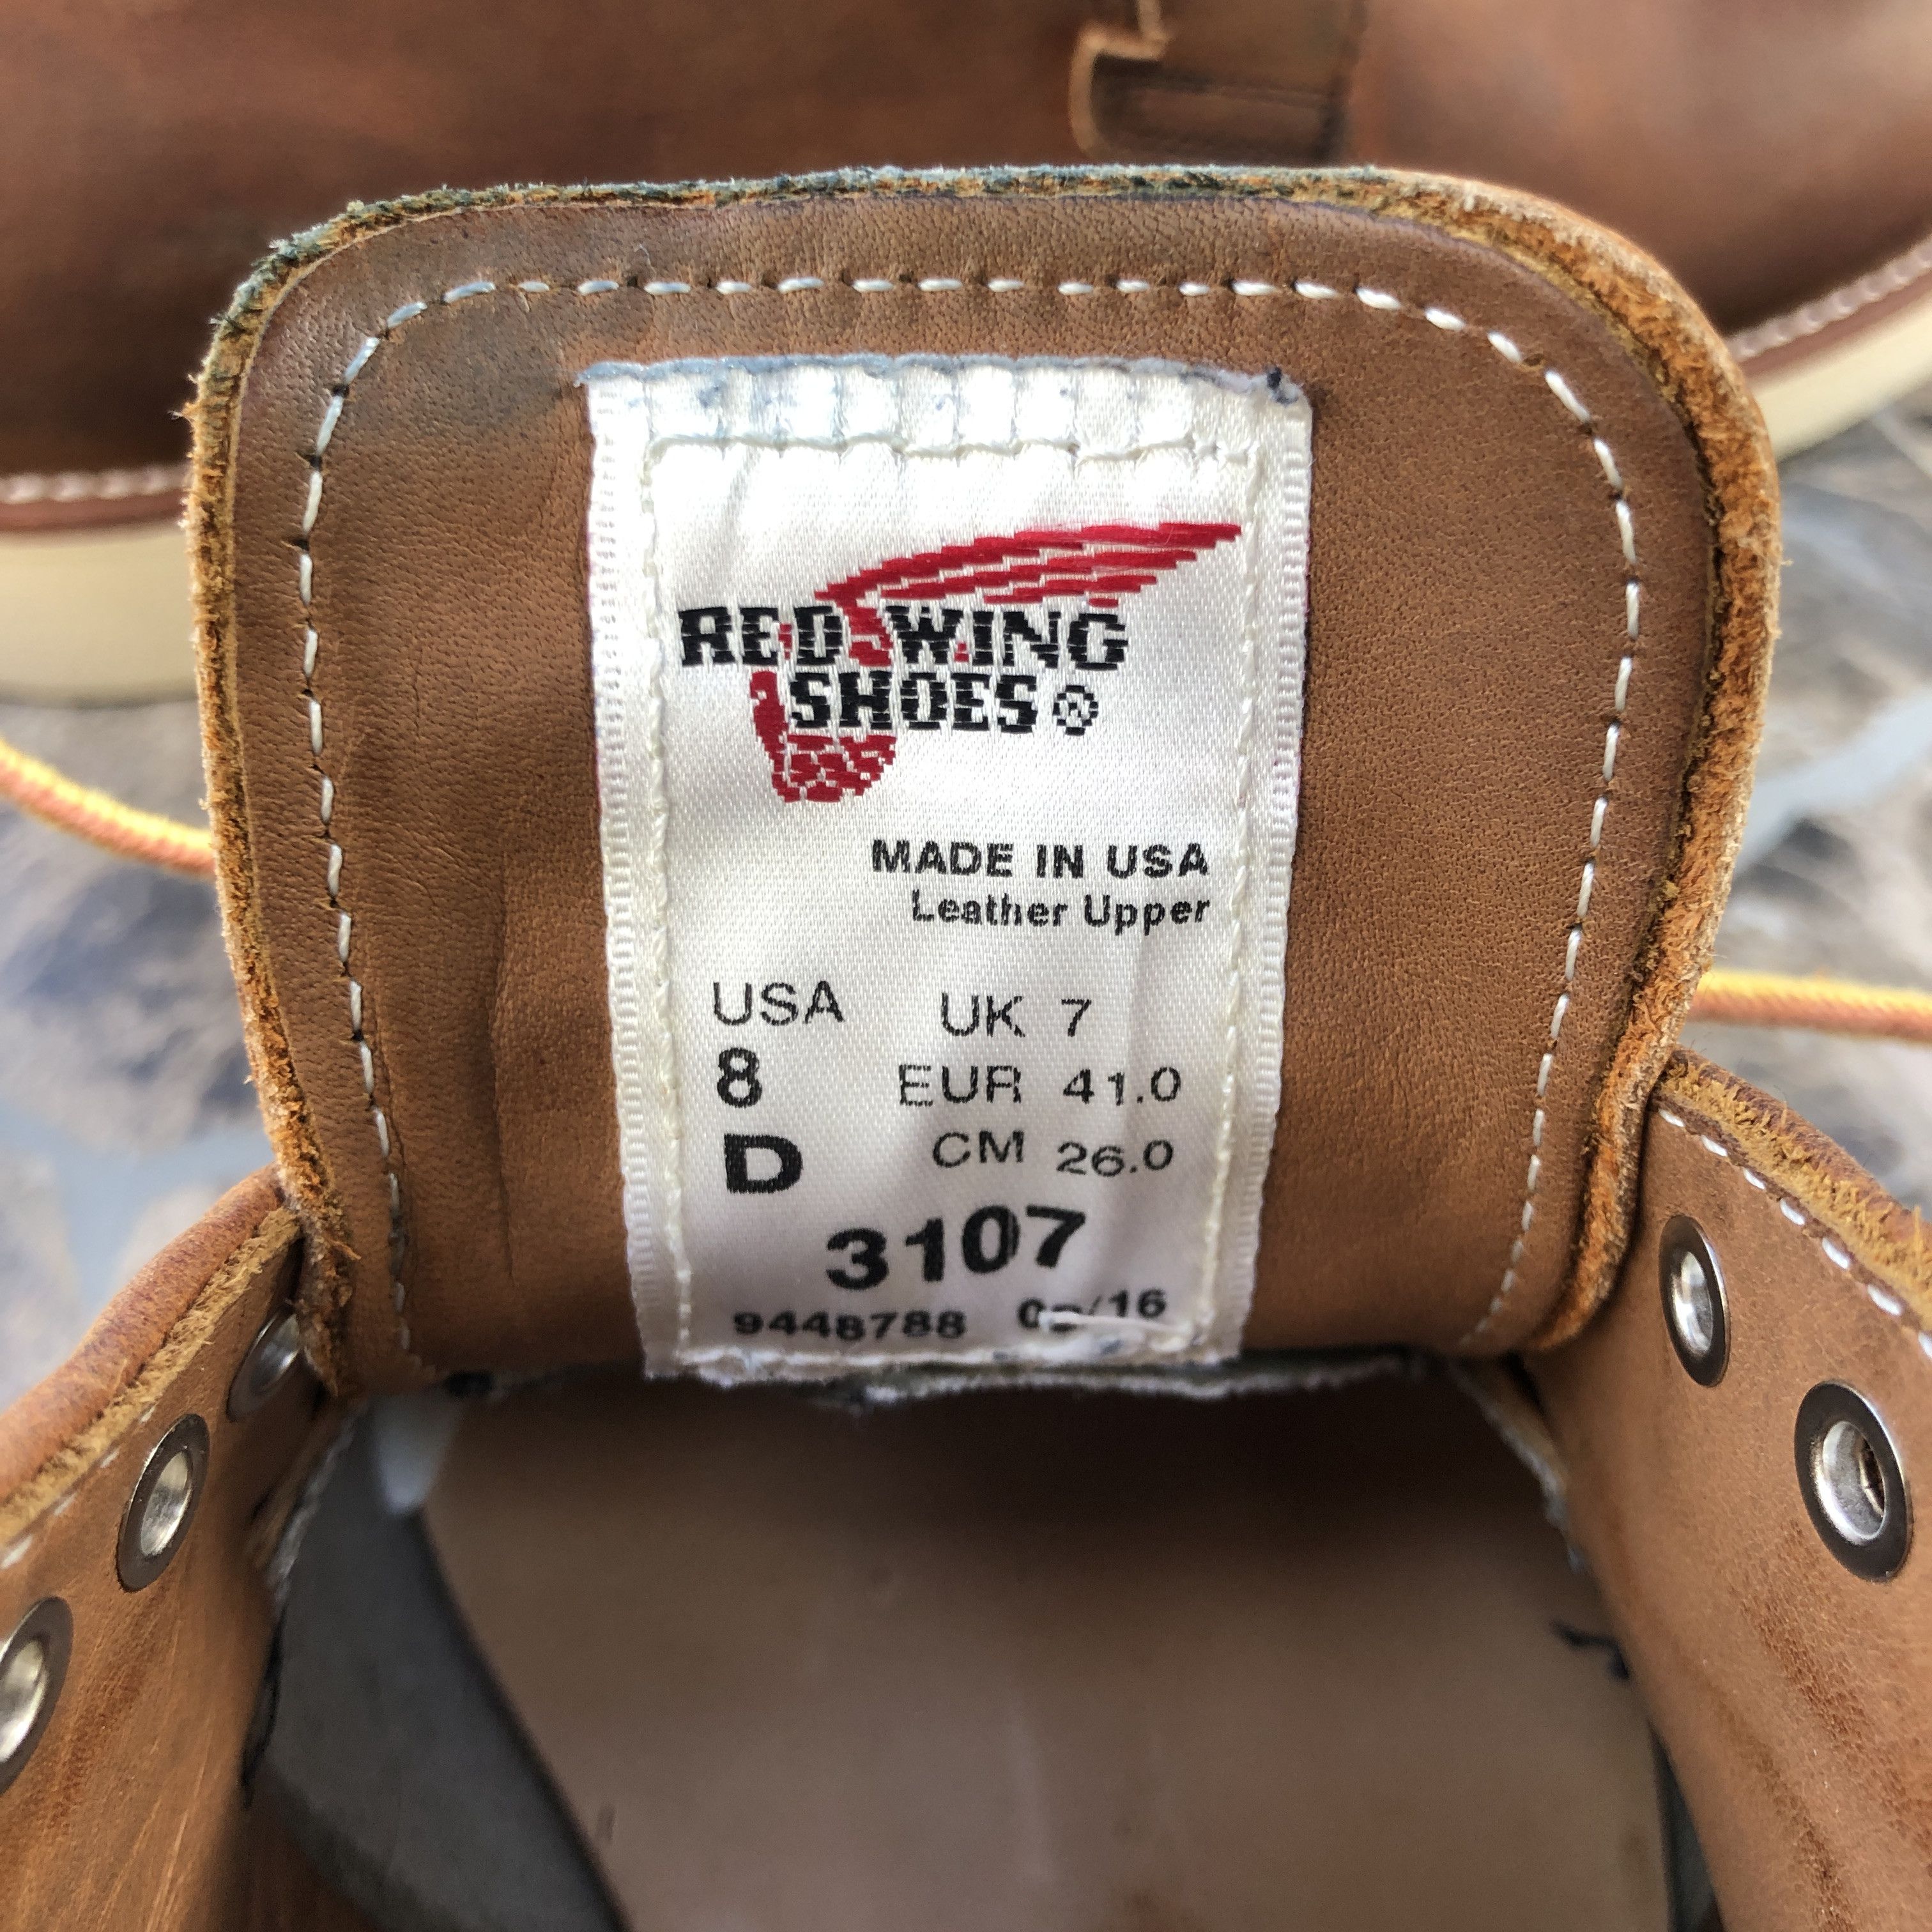 RED WING
SHOES®
MADE IN USA
Leather Upper
USA UK 7
8 EUR 41.0
D CM 26.0
3107
9448788